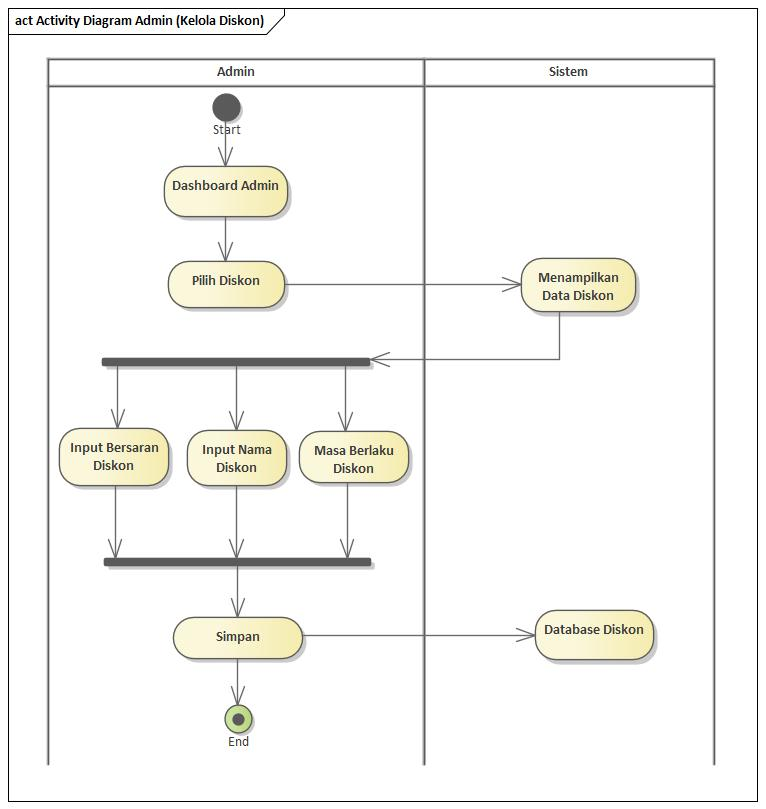 act Activity Diagram Admin (Kelola Diskon)
Admin
Sistem
Start
Dashboard Admin
Pilih Diskon
Menampilkan
Data Diskon
Input Bersaran
Diskon
Input Nama
Diskon
Masa Berlaku
Diskon
Simpan
Database Diskon
End